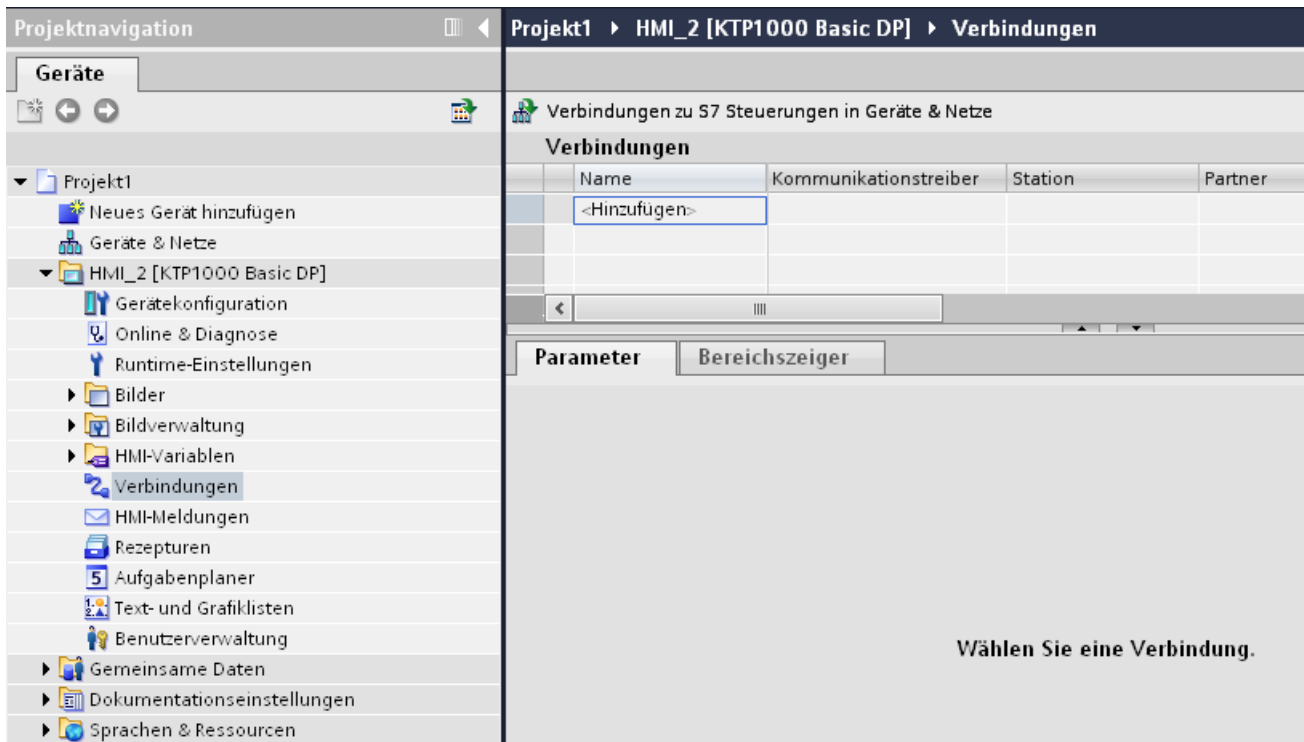 Projektnavigation
Geräte
Projekt1
Neues Gerät hinzufügen
Geräte & Netze
HMI_2 [KTP1000 Basic DP]
Gerätekonfiguration
Online & Diagnose
Runtime-Einstellungen
Bilder
Bildverwaltung
HMI-Variablen
Verbindungen
HMI-Meldungen
Rezepturen
Aufgabenplaner
Text- und Grafiklisten
Benutzerverwaltung
Gemeinsame Daten
Dokumentationseinstellungen
Sprachen & Ressourcen
Projekt1 HMI_2 [KTP1000 Basic DP] Verbindungen
Verbindungen zu S7 Steuerungen in Geräte & Netze
Verbindungen
Name Kommunikationstreiber Station Partner
<Hinzufügen>
Parameter Bereichszeiger
Wählen Sie eine Verbindung.